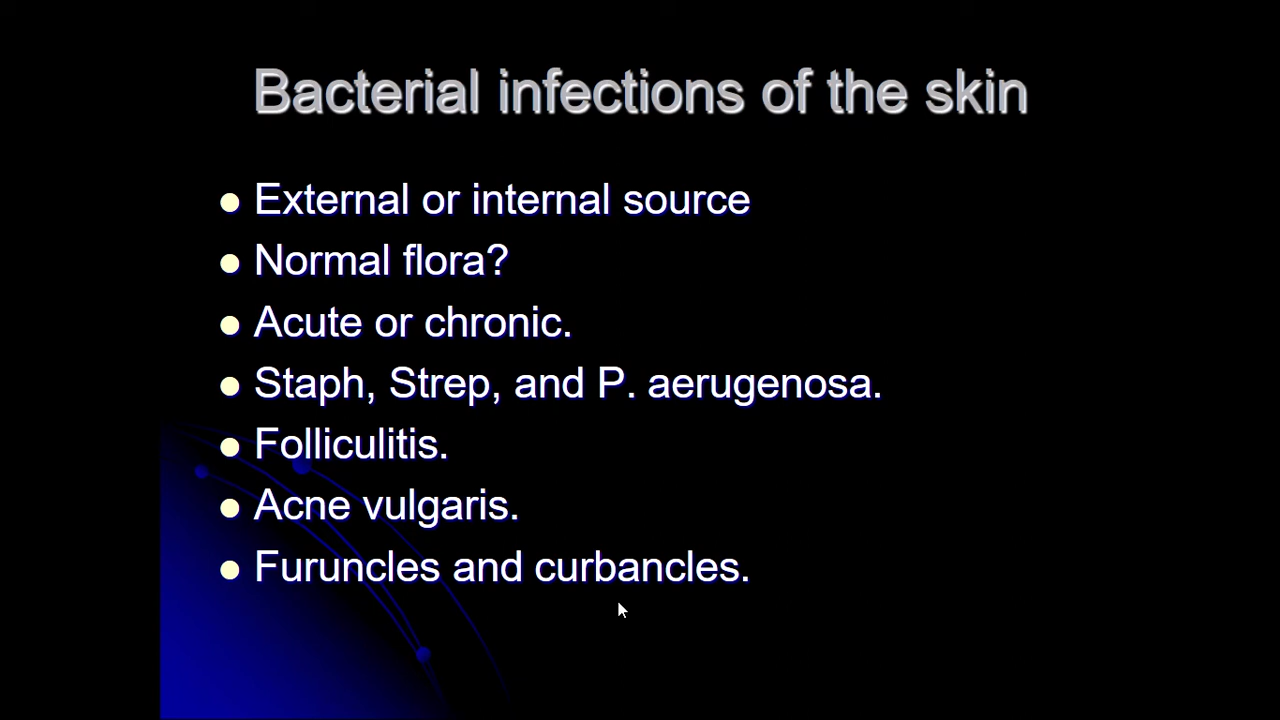 Bacterial infections of the skin
External or internal source
Normal flora?
Acute or chronic.
Staph, Strep, and P. aerugenosa.
Folliculitis.
Acne vulgaris.
Furuncles and curbancles.